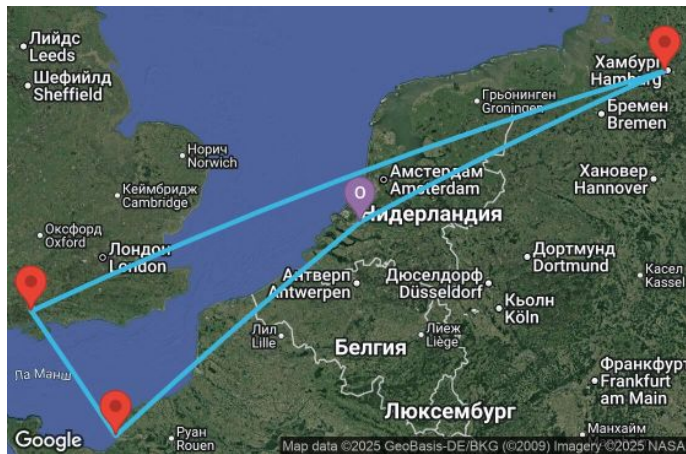 Лийдс
Leeds
Шефийлд
Sheffield
Хамбург
Hamburg
Грьонинген
Groningen
Бремен
Bremen
Норич
Norwich
Амстердам
Amsterdam
Хановер
Hannover
Кеймбридж
Cambridge
O
Нидерландия
Оксфорд
Oxford
Лондон
London
Дортмунд
Dortmund
Антверп
Antwerpen
Дюселдорф
Düsseldorf
Касел
Kassel
Кьолн
Köln
Лил
Lille
Лиеж
Liège
Белгия
Ла Манш
Франкфурт
Frankfurt
am Main
Люксембург
Руан
Rouen
Манхайм
Google
Map data ©2025 GeoBasis-DE/BKG (©2009) Imagery ©2025 NASA